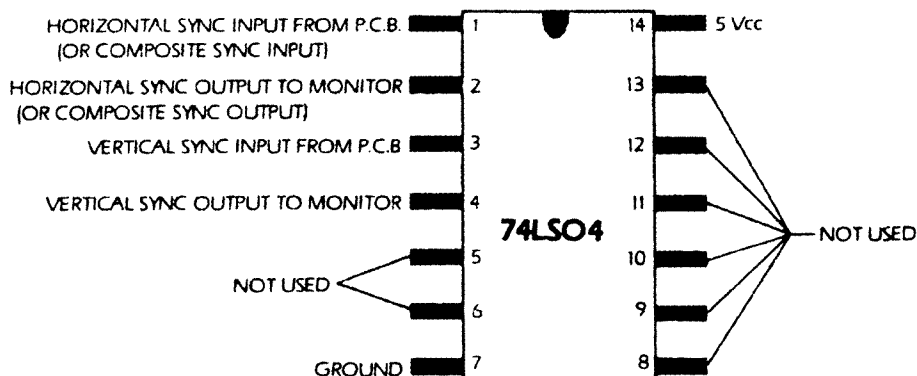 HORIZONTAL SYNC INPUT FROM P.C.B.
(OR COMPOSITE SYNC INPUT)
HORIZONTAL SYNC OUTPUT TO MONITOR
(OR COMPOSITE SYNC OUTPUT)
VERTICAL SYNC INPUT FROM P.C.B
VERTICAL SYNC OUTPUT TO MONITOR
NOT USED
GROUND
1
2
3
4
5
6
7
74LSO4
14
13
12
11
10
9
8
5 Vcc
NOT USED